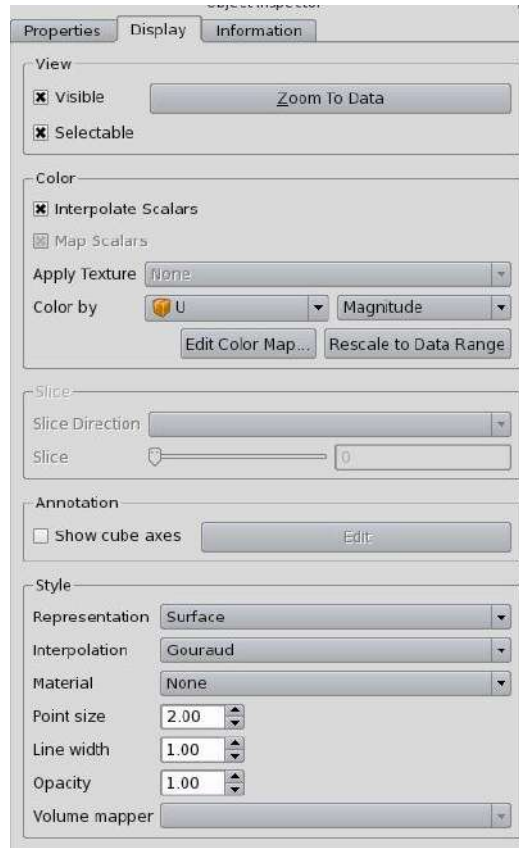 Object Inspector
Properties Display Information
View
Visible Zoom To Data
Selectable
Color
Interpolate Scalars
Map Scalars
Apply Texture None
Color by U Magnitude
Edit Color Map... Rescale to Data Range
Slice
Slice Direction
Slice 0
Annotation
Show cube axes Edit
Style
Representation Surface
Interpolation Gouraud
Material None
Point size 2.00
Line width 1.00
Opacity 1.00
Volume mapper